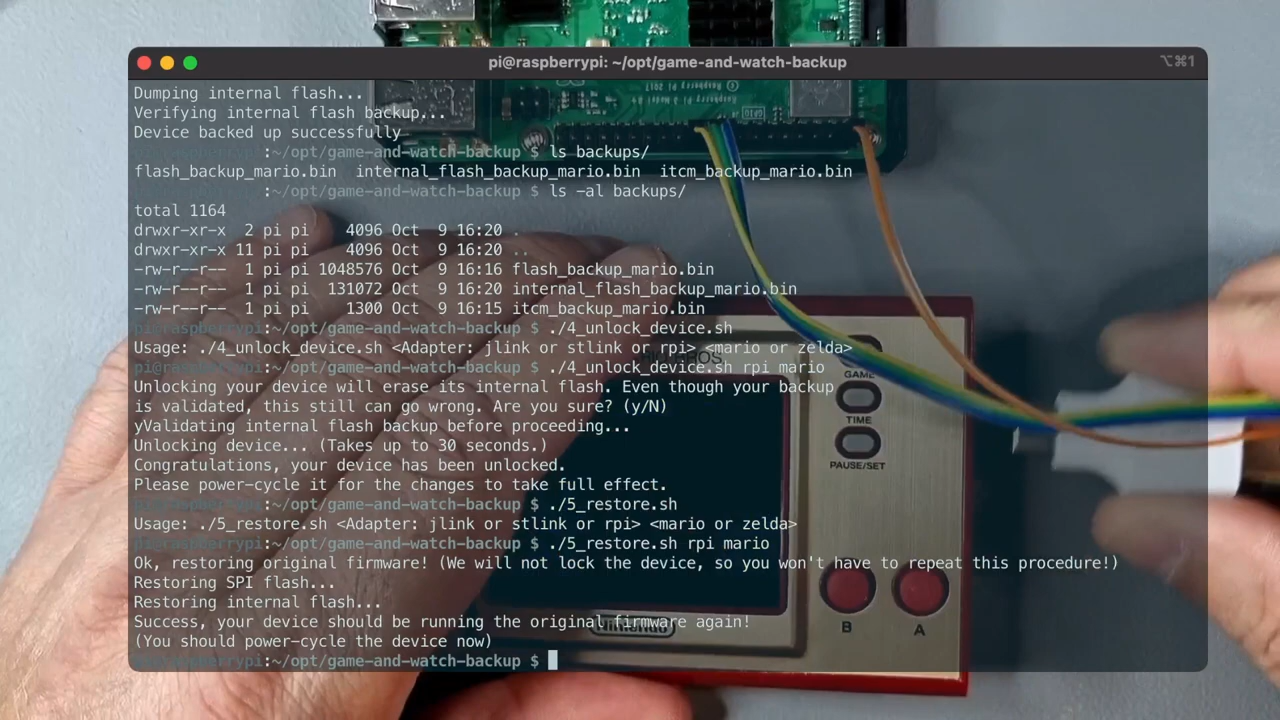 pi@raspberrypi: ~/opt/game-and-watch-backup
⌥⌘1
Dumping internal flash...
Verifying internal flash backup...
Device backed up successfully
:~/opt/game-and-watch-backup $ ls backups/
flash_backup_mario.bin  internal_flash_backup_mario.bin  itcm_backup_mario.bin
:~/opt/game-and-watch-backup $ ls -al backups/
total 1164
drwxr-xr-x  2 pi pi    4096 Oct  9 16:20 .
drwxr-xr-x 11 pi pi    4096 Oct  9 16:20 ..
-rw-r--r--  1 pi pi 1048576 Oct  9 16:16 flash_backup_mario.bin
-rw-r--r--  1 pi pi  131072 Oct  9 16:20 internal_flash_backup_mario.bin
-rw-r--r--  1 pi pi    1300 Oct  9 16:15 itcm_backup_mario.bin
pi@raspberrypi:~/opt/game-and-watch-backup $ ./4_unlock_device.sh
Usage: ./4_unlock_device.sh <Adapter: jlink or stlink or rpi> <mario or zelda>
pi@raspberrypi:~/opt/game-and-watch-backup $ ./4_unlock_device.sh rpi mario
Unlocking your device will erase its internal flash. Even though your backup
is validated, this still can go wrong. Are you sure? (y/N)
yValidating internal flash backup before proceeding...
Unlocking device... (Takes up to 30 seconds.)
Congratulations, your device has been unlocked.
Please power-cycle it for the changes to take full effect.
pi@raspberrypi:~/opt/game-and-watch-backup $ ./5_restore.sh
Usage: ./5_restore.sh <Adapter: jlink or stlink or rpi> <mario or zelda>
pi@raspberrypi:~/opt/game-and-watch-backup $ ./5_restore.sh rpi mario
Ok, restoring original firmware! (We will not lock the device, so you won't have to repeat this procedure!)
Restoring SPI flash...
Restoring internal flash...
Success, your device should be running the original firmware again!
(You should power-cycle the device now)
pi@raspberrypi:~/opt/game-and-watch-backup $
GAME
TIME
PAUSE/SET
B
A
Nintendo